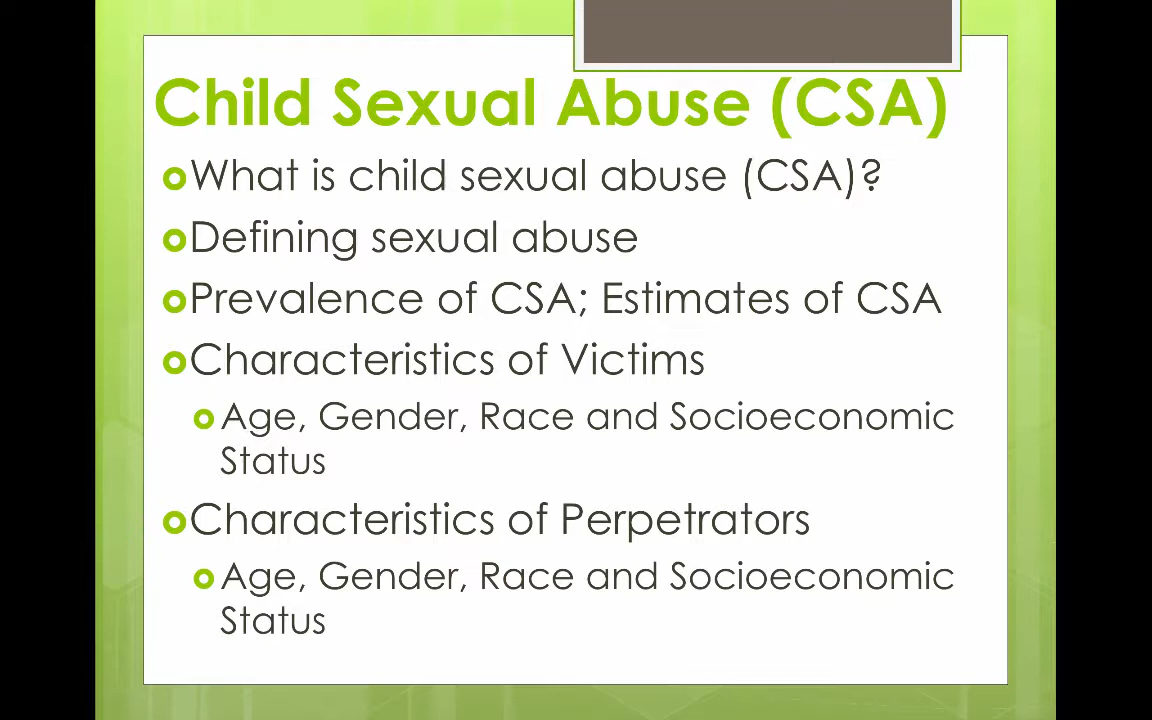 Child Sexual Abuse (CSA)
What is child sexual abuse (CSA)?
Defining sexual abuse
Prevalence of CSA; Estimates of CSA
Characteristics of Victims
Age, Gender, Race and Socioeconomic
Status
Characteristics of Perpetrators
Age, Gender, Race and Socioeconomic
Status